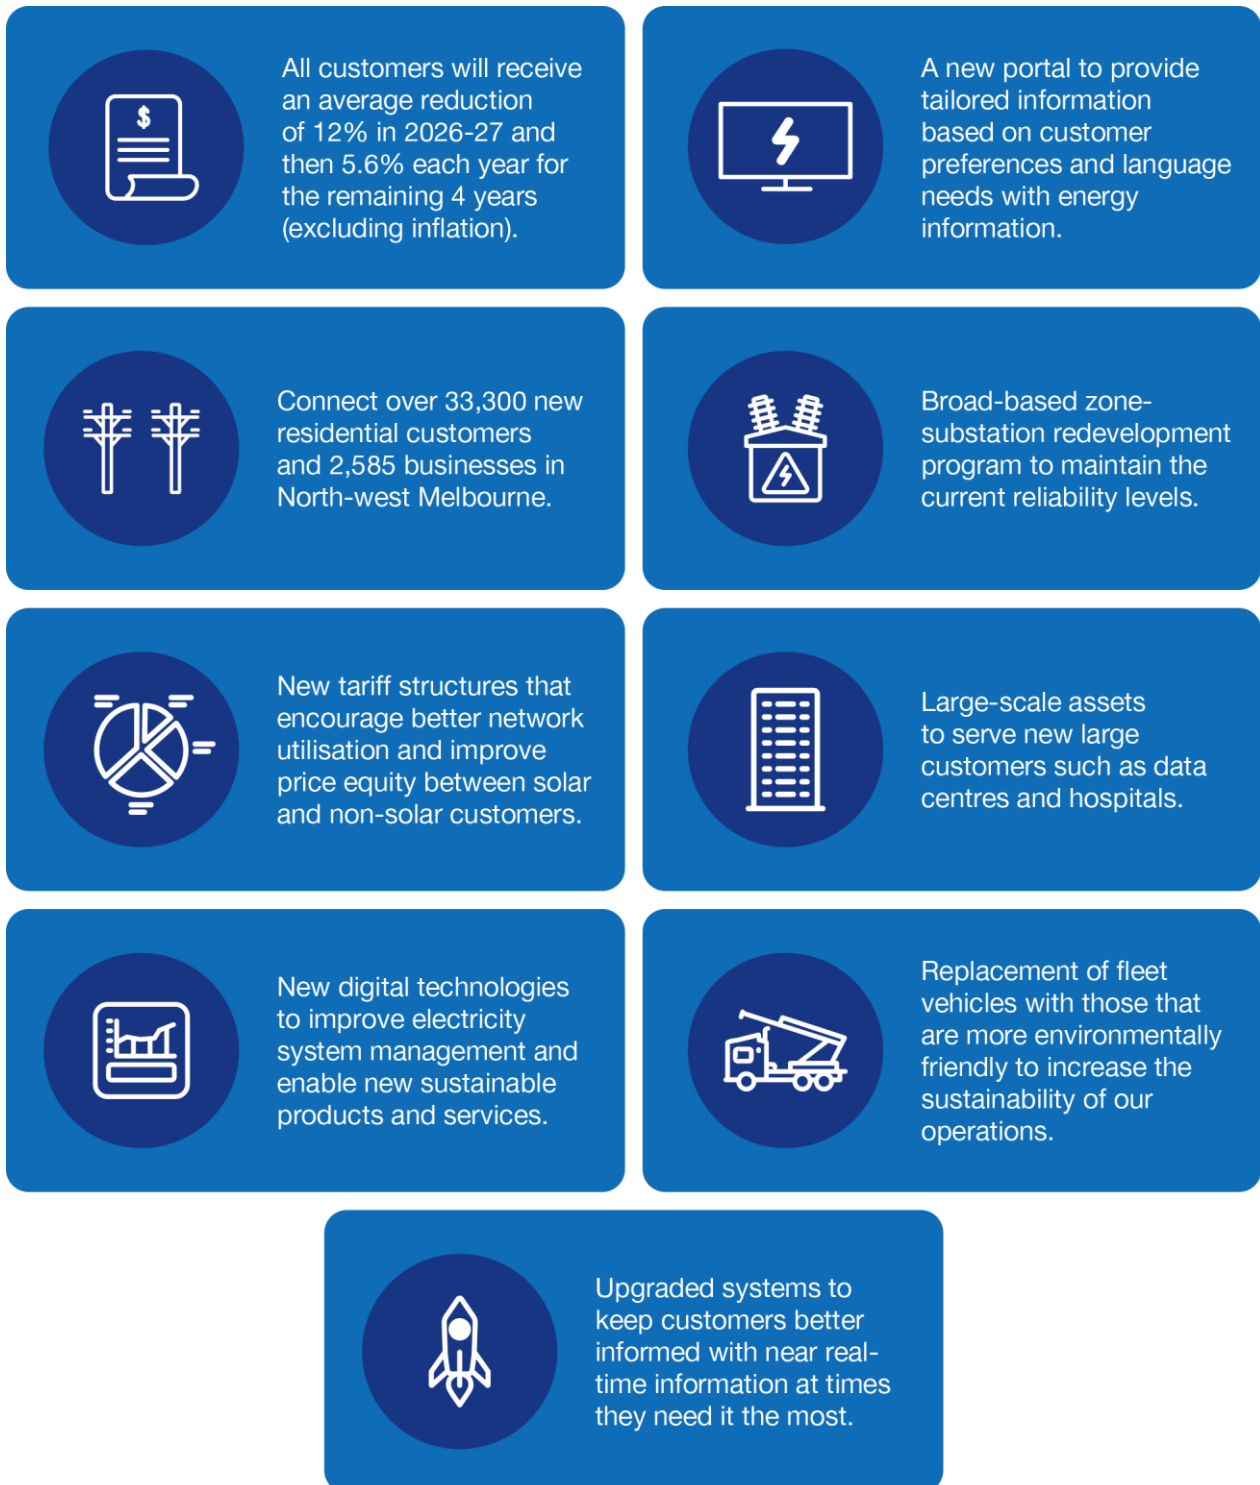 All customers will receive
an average reduction
of 12% in 2026-27 and
then 5.6% each year for
the remaining 4 years
(excluding inflation).
A new portal to provide
tailored information
based on customer
preferences and language
needs with energy
information.
Connect over 33,300 new
residential customers
and 2,585 businesses in
North-west Melbourne.
Broad-based zone-
substation redevelopment
program to maintain the
current reliability levels.
New tariff structures that
encourage better network
utilisation and improve
price equity between solar
and non-solar customers.
Large-scale assets
to serve new large
customers such as data
centres and hospitals.
New digital technologies
to improve electricity
system management and
enable new sustainable
products and services.
Replacement of fleet
vehicles with those that
are more environmentally
friendly to increase the
sustainability of our
operations.
Upgraded systems to
keep customers better
informed with near real-
time information at times
they need it the most.